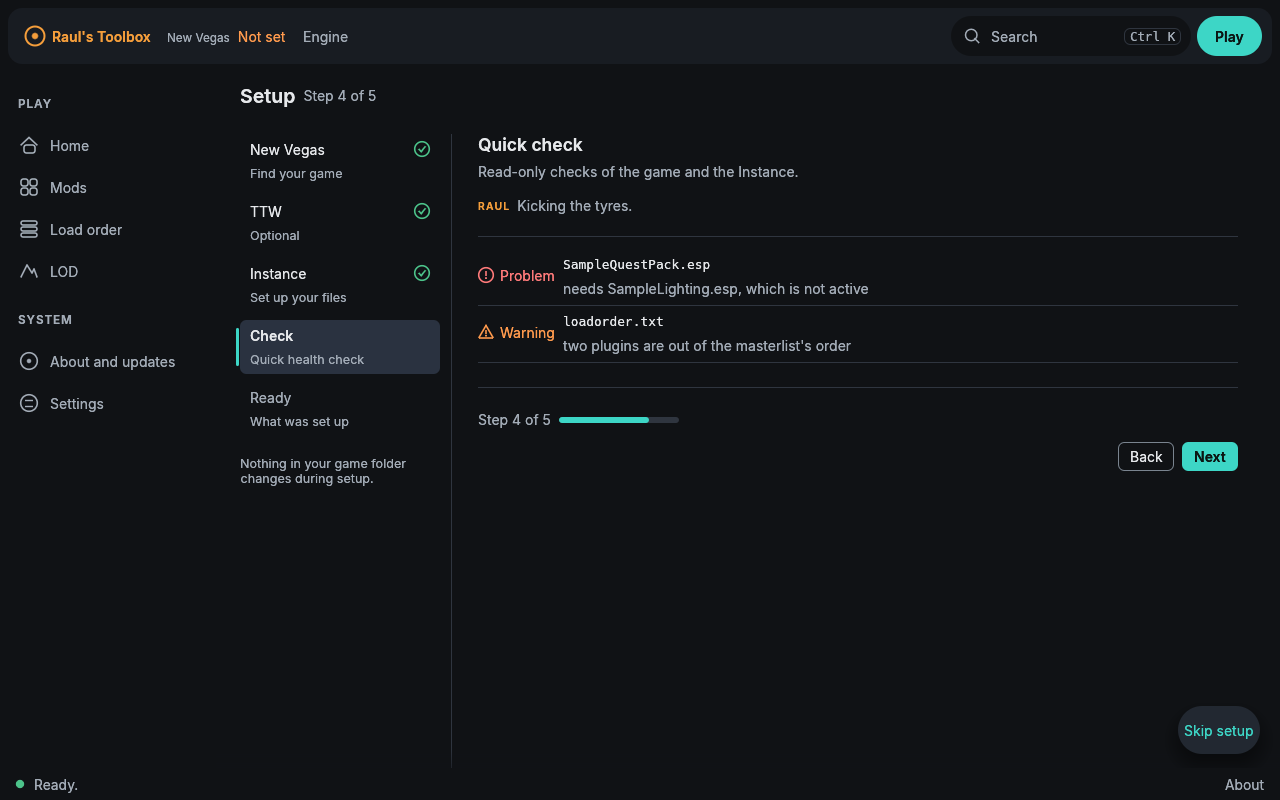 Raul's Toolbox New Vegas Not set Engine Search Ctrl K Play
PLAY
Home
Mods
Load order
LOD
SYSTEM
About and updates
Settings
Setup Step 4 of 5
New Vegas
Find your game
TTW
Optional
Instance
Set up your files
Check
Quick health check
Ready
What was set up
Nothing in your game folder
changes during setup.
Quick check
Read-only checks of the game and the Instance.
RAUL Kicking the tyres.
Problem SampleQuestPack.esp
needs SampleLighting.esp, which is not active
Warning loadorder.txt
two plugins are out of the masterlist's order
Step 4 of 5
Back Next
Skip setup
Ready.
About